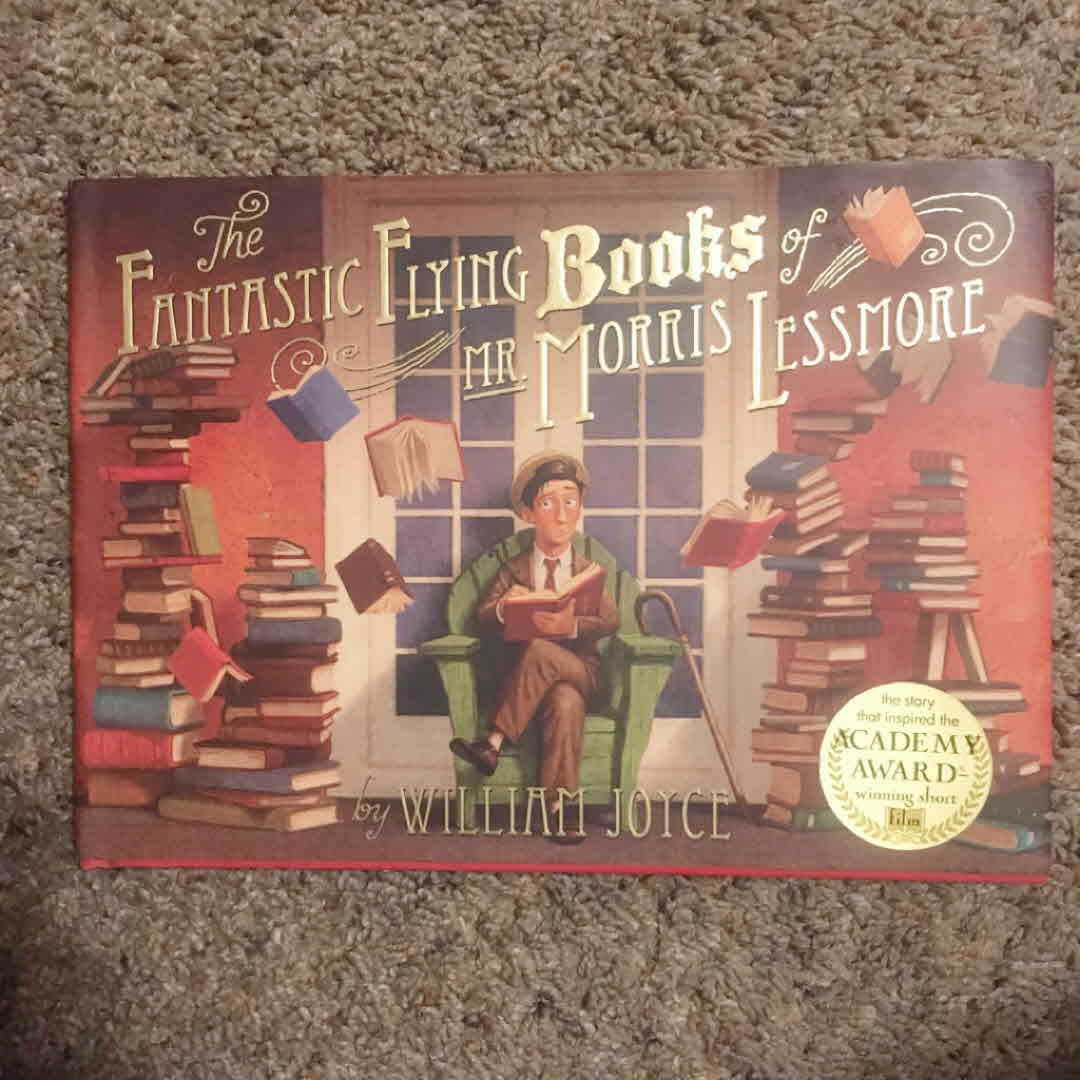 The
FANTASTIC FLYING Books of
MR. MORRIS LESSMORE
by WILLIAM JOYCE
the story
that inspired the
ACADEMY
AWARD-
winning short
film